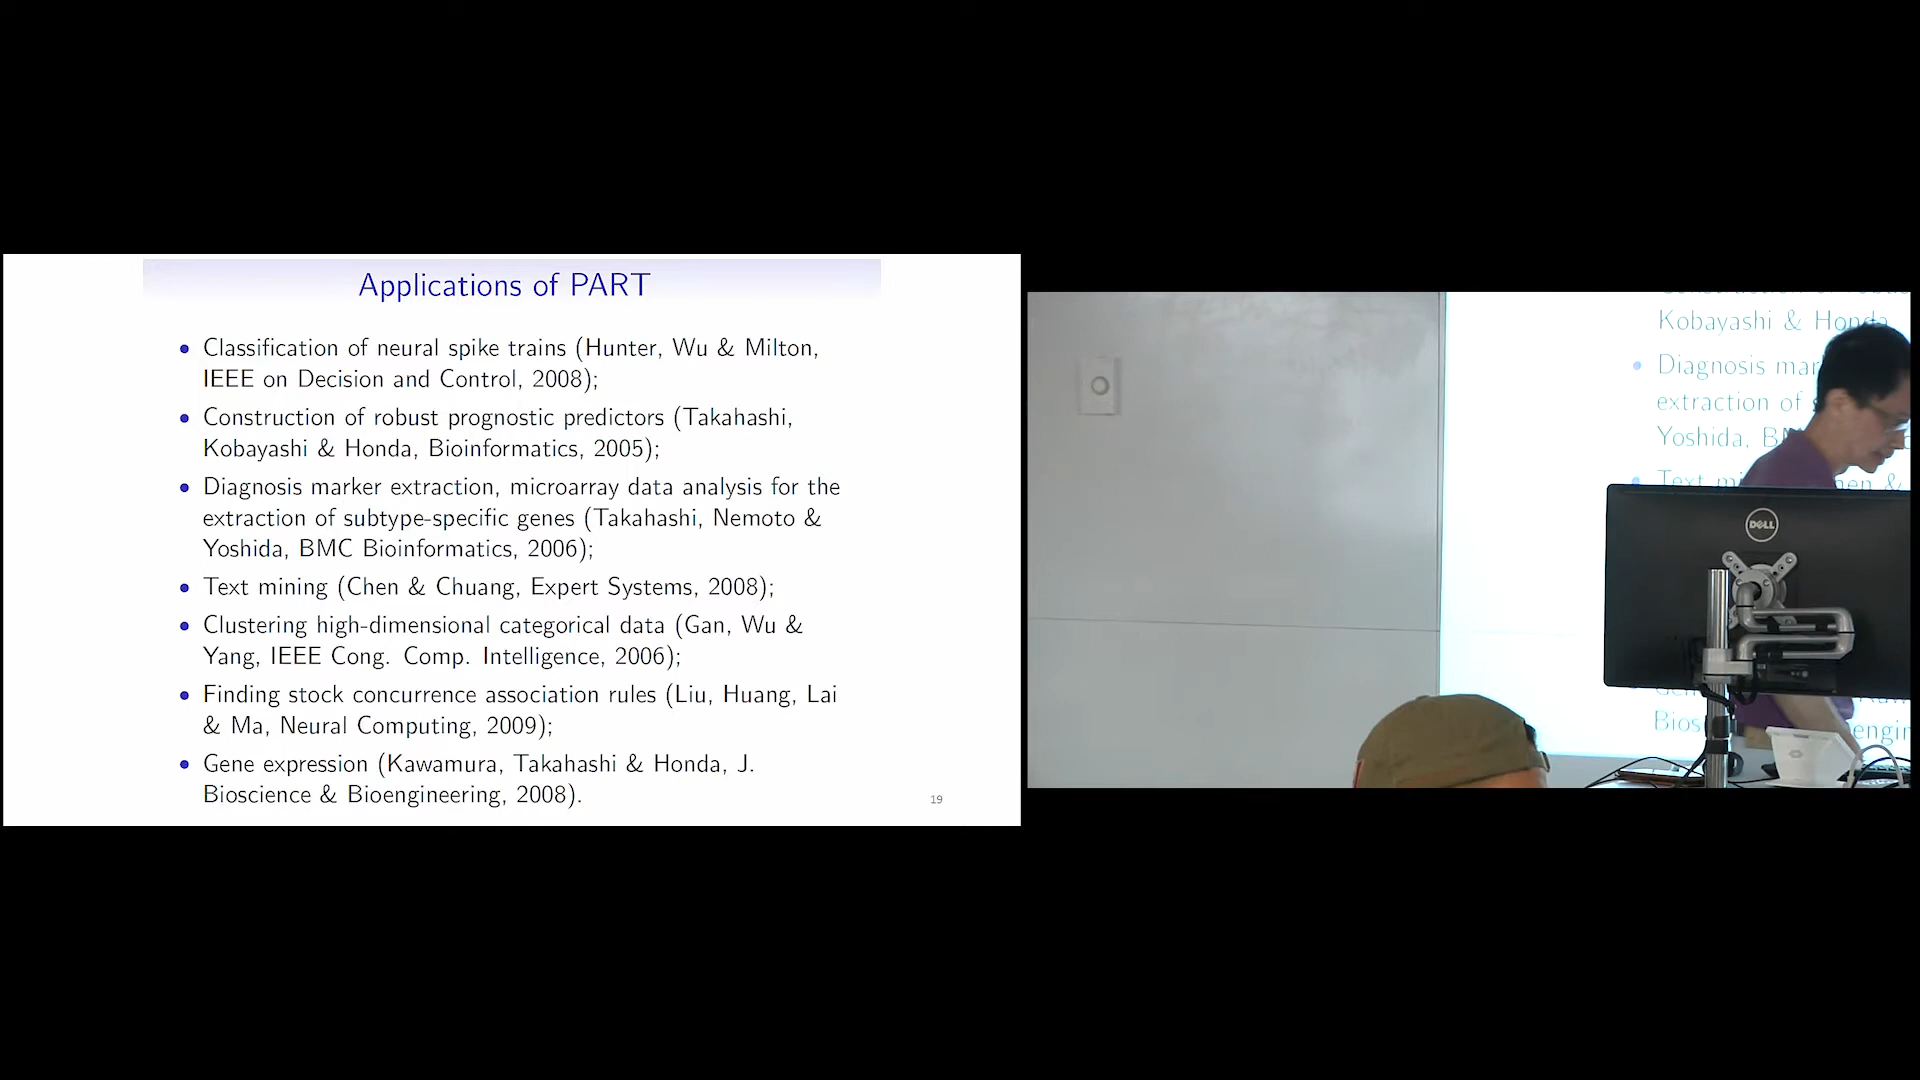 Applications of PART
• Classification of neural spike trains (Hunter, Wu & Milton,
IEEE on Decision and Control, 2008);
• Construction of robust prognostic predictors (Takahashi,
Kobayashi & Honda, Bioinformatics, 2005);
• Diagnosis marker extraction, microarray data analysis for the
extraction of subtype-specific genes (Takahashi, Nemoto &
Yoshida, BMC Bioinformatics, 2006);
• Text mining (Chen & Chuang, Expert Systems, 2008);
• Clustering high-dimensional categorical data (Gan, Wu &
Yang, IEEE Cong. Comp. Intelligence, 2006);
• Finding stock concurrence association rules (Liu, Huang, Lai
& Ma, Neural Computing, 2009);
• Gene expression (Kawamura, Takahashi & Honda, J.
Bioscience & Bioengineering, 2008).
19
Kobayashi & Honda
• Diagnosis mar
extraction of
Yoshida,
• Text
DELL